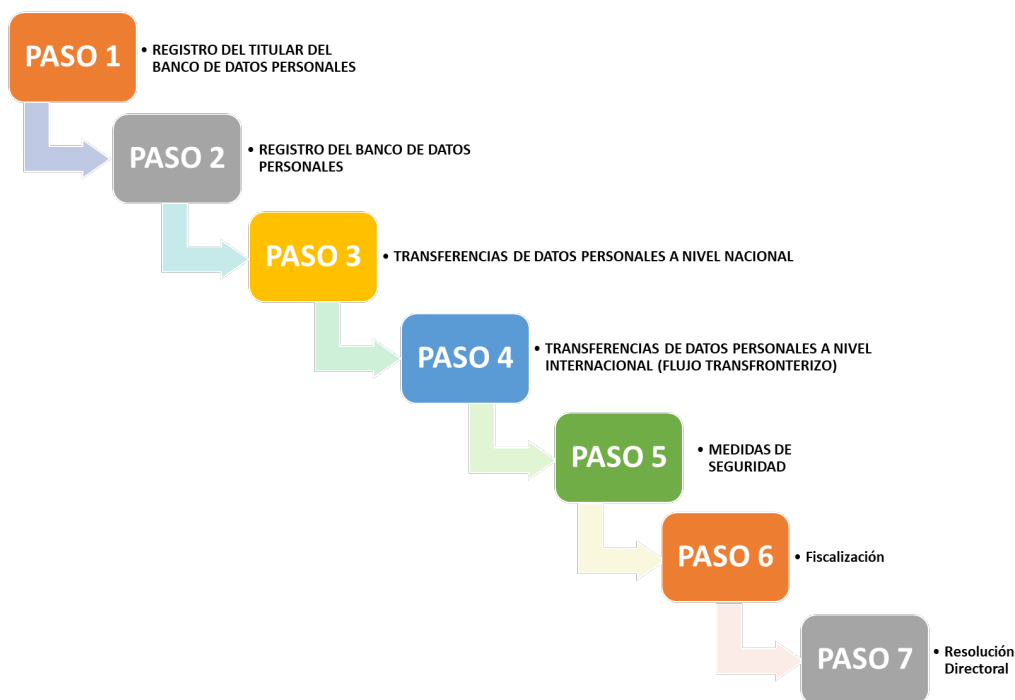 PASO 1
• REGISTRO DEL TITULAR DEL
BANCO DE DATOS PERSONALES
PASO 2
• REGISTRO DEL BANCO DE DATOS
PERSONALES
PASO 3
• TRANSFERENCIAS DE DATOS PERSONALES A NIVEL NACIONAL
PASO 4
• TRANSFERENCIAS DE DATOS PERSONALES A NIVEL
INTERNACIONAL (FLUJO TRANSFRONTERIZO)
PASO 5
• MEDIDAS DE
SEGURIDAD
PASO 6
• Fiscalización
PASO 7
• Resolución
Directoral